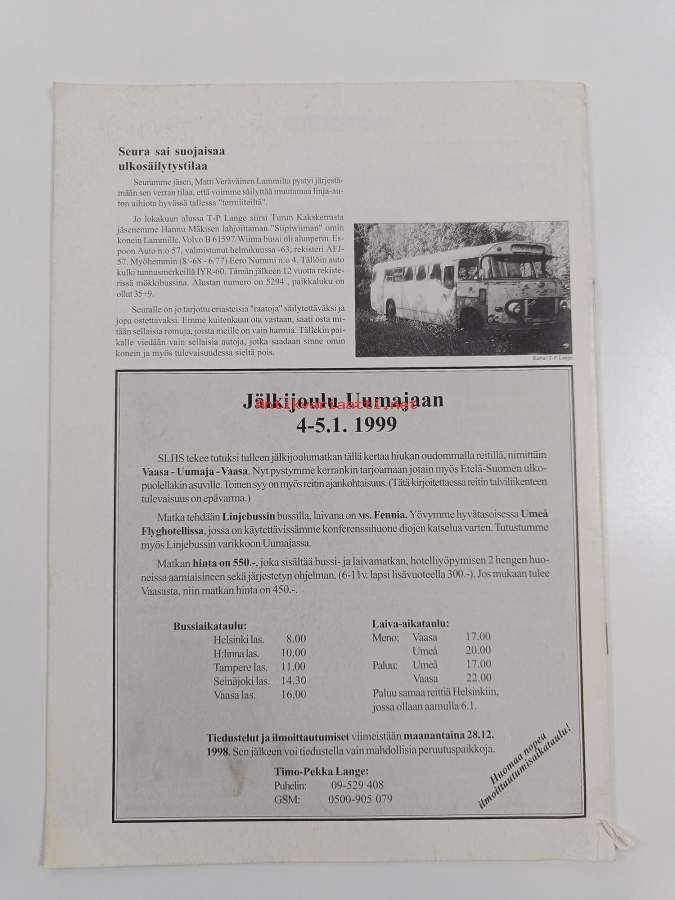 Seura sai suojaisaa
ulkosäilytystilaa
Seuramme jäsen, Matti Veräväinen Lammilta pystyi järjestä-
mään sen verran tilaa, että voimme säilyttää muutamaa linja-au-
ton aihiota hyvässä tallessa "termiiteiltä".
Jo lokakuun alussa T-P Lange siirsi Turun Kakskerrasta
jäsenemme Hannu Mäkisen lahjoittaman "Siipiwiiman" omin
konein Lammille. Volvo B 61597/Wiima bussi oli alunperin Es-
poon Auto n:o 57, valmistunut helmikuussa -63, rekisteri AEJ-
57. Myöhemmin (8/-68 - 6/77) Eero Nummi n:o 4. Tällöin auto
kulki tunnusmerkeillä IYR-60. Tämän jälkeen 12 vuotta rekiste-
rissä mökkibussina. Alustan numero on 5294 , paikkaluku on
ollut 35+9.
Seuralle on jo tarjottu eriasteisia "raatoja" säilytettäväksi ja
jopa ostettavaksi. Emme kuitenkaan ota vastaan, saati osta mi-
tään sellaisia romuja, joista meille on vain harmia. Tällekin pai-
kalle viedään vain sellaisia autoja, jotka saadaan sinne omin
konein ja myös tulevaisuudessa sieltä pois.
Kuva: T-P Lange
Jälkijoulu Uumajaan
antikvariaatti.net
4-5.1. 1999
SLHS tekee tutuksi tulleen jälkijoulumatkan tällä kertaa hiukan oudommalla reitillä, nimittäin
Vaasa - Uumaja - Vaasa. Nyt pystymme kerrankin tarjoamaan jotain myös Etelä-Suomen ulko-
puolellakin asuville. Toinen syy on myös reitin ajankohtaisuus. (Tätä kirjoitettaessa reitin talviliikenteen
tulevaisuus on epävarma.)
Matka tehdään Linjebussin bussilla, laivana on MS. Fennia. Yövymme hyvätasoisessa Umeå
Flyghotellissa, jossa on käytettävissämme konferenssihuone diojen katselua varten. Tutustumme
myös Linjebussin varikkoon Uumajassa.
Matkan hinta on 550.-, joka sisältää bussi- ja laivamatkan, hotelliyöpymisen 2 hengen huo-
neissa aamiaisineen sekä järjestetyn ohjelman. (6-11v. lapsi lisävuoteella 300.-). Jos mukaan tulee
Vaasasta, niin matkan hinta on 450.-.
Bussiaikataulu:
Helsinki las. 8.00
H:linna las. 10.00
Tampere las. 11.00
Seinäjoki las. 14.30
Vaasa las. 16.00
Laiva-aikataulu:
Meno: Vaasa 17.00
Umeå 20.00
Paluu: Umeå 17.00
Vaasa 22.00
Paluu samaa reittiä Helsinkiin,
jossa ollaan aamulla 6.1.
Tiedustelut ja ilmoittautumiset viimeistään maanantaina 28.12.
1998. Sen jälkeen voi tiedustella vain mahdollisia peruutuspaikkoja.
Timo-Pekka Lange:
Puhelin: 09-529 408
GSM: 0500-905 079
Huomaa nopea
ilmoittautumisaikataulu!